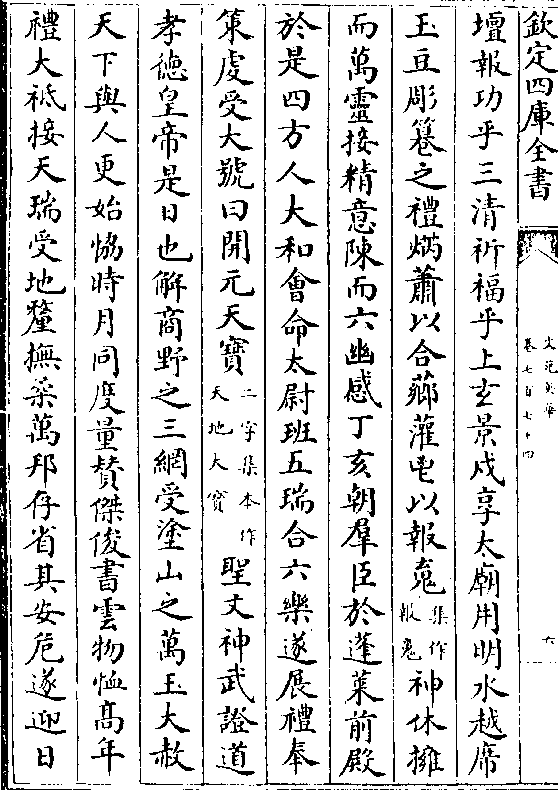 欽定四庫全書
文苑英華
卷七百七十四
六
壇報功乎三清祈福乎上玄景戌享太廟用明水越席
玉豆彫簋之禮焫蕭以合薌灌鬯以報魂集作報鬼神休擁
而萬靈接精意陳而六幽感丁亥朝羣臣於蓬萊前殿
於是四方人大和會命太尉班五瑞合六樂遂展禮奉
策虔受大號曰開元天寶二字集本作天地大寶聖文神武證道
孝德皇帝是日也解商野之三網受塗山之萬玉大赦
天下與人更始恊時月同度量賛傑俊書雲物恤髙年
禮大祗接天瑞受地釐撫柔萬邦存省其安危遂迎日